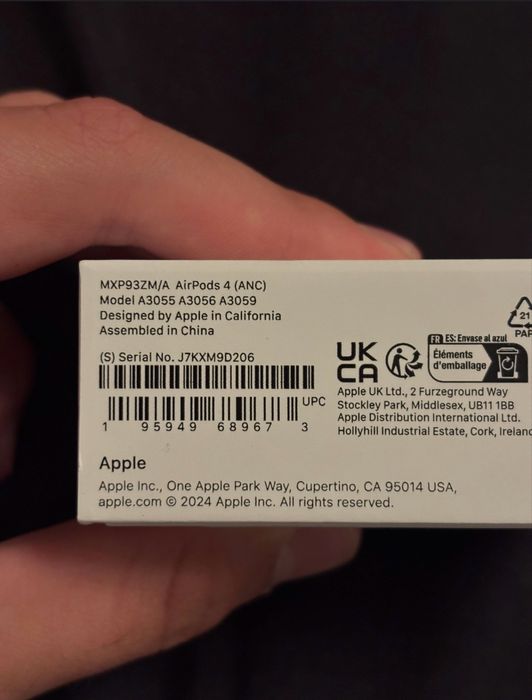 MXP93ZM/A AirPods 4 (ANC)
Model A3055 A3056 A3059
Designed by Apple in California
Assembled in China
(S) Serial No. J7KXM9D206
UPC
1 95949 68967 3
UK
CA
FR ES: Envase al azul
Éléments
d'emballage
21
PAP
Apple UK Ltd., 2 Furzeground Way
Stockley Park, Middlesex, UB11 1BB
Apple Distribution International Ltd.
Hollyhill Industrial Estate, Cork, Ireland
Apple
Apple Inc., One Apple Park Way, Cupertino, CA 95014 USA,
apple.com © 2024 Apple Inc. All rights reserved.